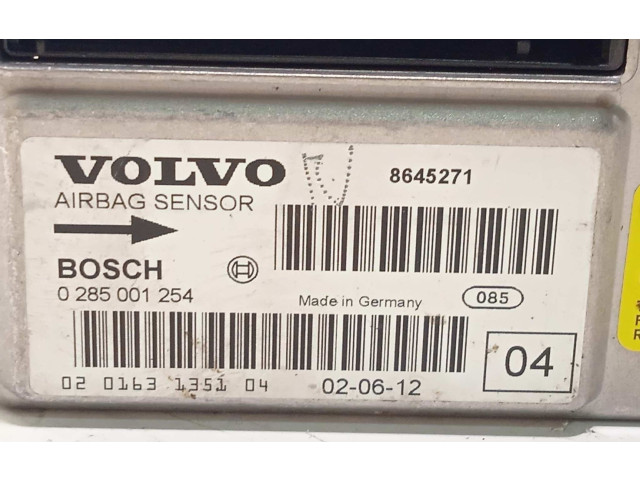 VOLVO
8645271
AIRBAG SENSOR
BOSCH
0 285 001 254
Made in Germany
085
04
02 0163 1351 04
02-06-12